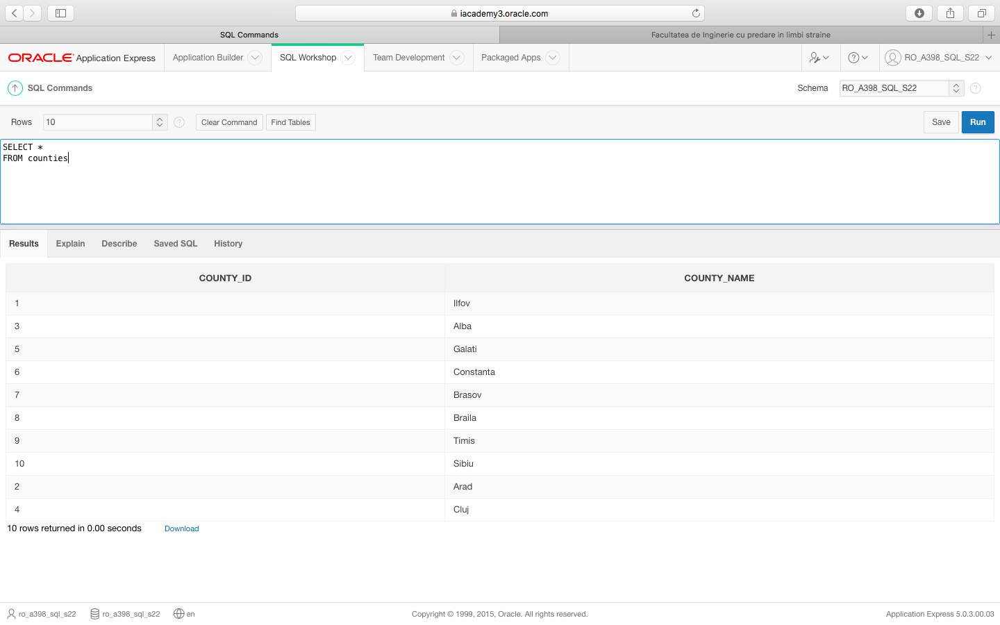 iacademy3.oracle.com
SQL Commands
Facultatea de Inginerie cu predare in limbi straine
ORACLE Application Express
Application Builder
SQL Workshop
Team Development
Packaged Apps
RO_A398_SQL_S22
SQL Commands
Schema
RO_A398_SQL_S22
Rows
10
Clear Command
Find Tables
Save
Run
SELECT *
FROM counties
Results
Explain
Describe
Saved SQL
History
COUNTY_ID COUNTY_NAME
1 Ilfov
3 Alba
5 Galati
6 Constanta
7 Brasov
8 Braila
9 Timis
10 Sibiu
2 Arad
4 Cluj
10 rows returned in 0.00 seconds
Download
ro_a398_sql_s22
ro_a398_sql_s22
en
Copyright © 1999, 2015, Oracle. All rights reserved.
Application Express 5.0.3.00.03